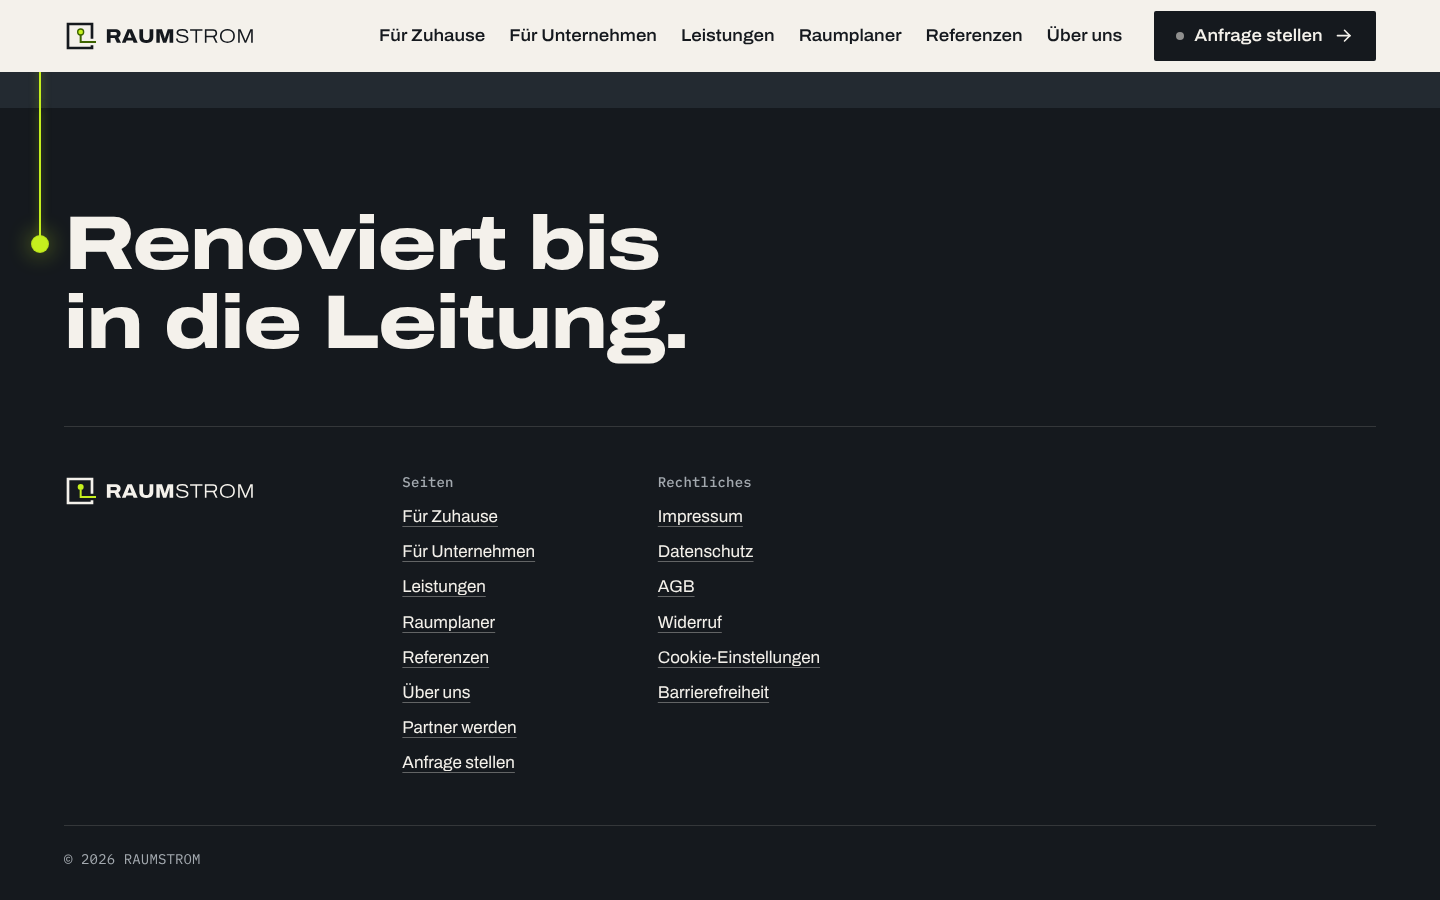 RAUMSTROM
Für Zuhause
Für Unternehmen
Leistungen
Raumplaner
Referenzen
Über uns
Anfrage stellen
Renoviert bis
in die Leitung.
RAUMSTROM
Seiten
Für Zuhause
Für Unternehmen
Leistungen
Raumplaner
Referenzen
Über uns
Partner werden
Anfrage stellen
Rechtliches
Impressum
Datenschutz
AGB
Widerruf
Cookie-Einstellungen
Barrierefreiheit
© 2026 RAUMSTROM